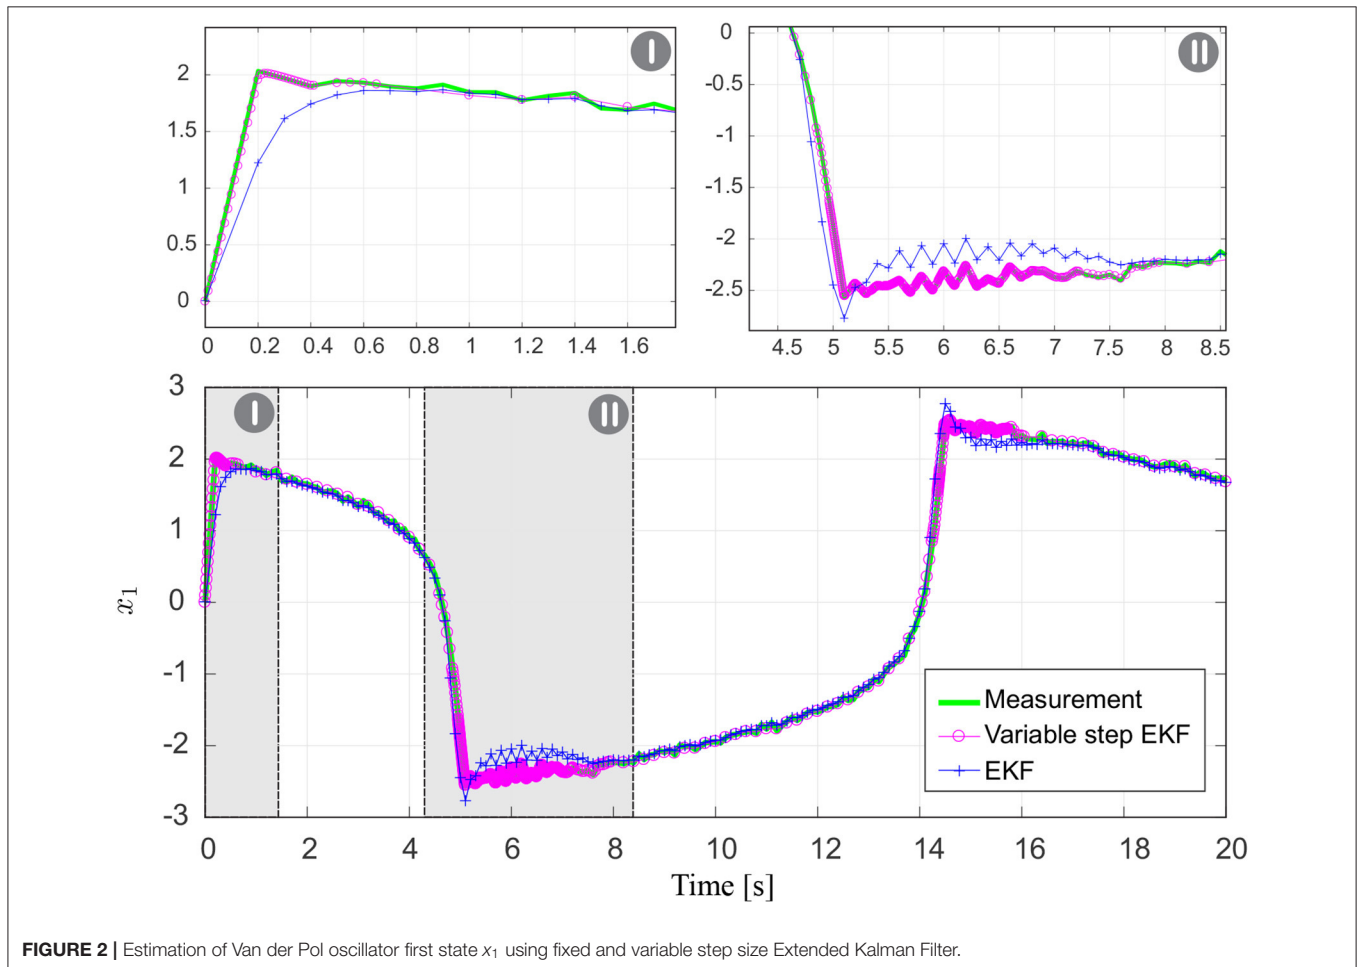 I
2
1.5
1
0.5
0
0 0.2 0.4 0.6 0.8 1 1.2 1.4 1.6
II
0
-0.5
-1
-1.5
-2
-2.5
4.5 5 5.5 6 6.5 7 7.5 8 8.5
I
II
3
2
1
0
-1
-2
-3
x1
0 2 4 6 8 10 12 14 16 18 20
Time [s]
Measurement
Variable step EKF
EKF
FIGURE 2 | Estimation of Van der Pol oscillator first state x1 using fixed and variable step size Extended Kalman Filter.